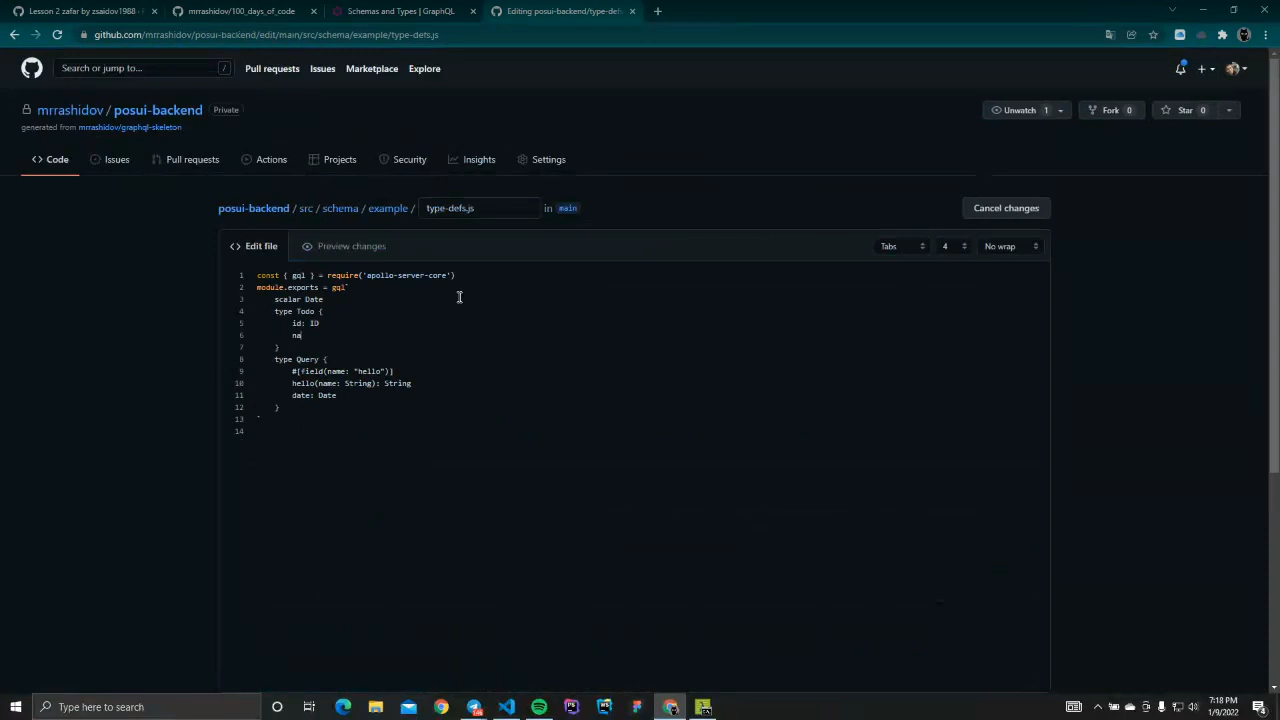 Lesson 2 zafar by zsaidov1988 ·
mrrashidov/100_days_of_code
Schemas and Types | GraphQL
Editing posui-backend/type-defs.
github.com/mrrashidov/posui-backend/edit/main/src/schema/example/type-defs.js
Search or jump to... /
Pull requests Issues Marketplace Explore
mrrashidov / posui-backend Private
Unwatch 1 Fork 0 Star 0
generated from mrrashidov/graphql-skeleton
Code Issues Pull requests Actions Projects Security Insights Settings
posui-backend / src / schema / example / type-defs.js in main Cancel changes
<> Edit file Preview changes Tabs 4 No wrap
1 const { gql } = require('apollo-server-core')
2 module.exports = gql`
3 scalar Date
4 type Todo {
5 id: ID
6 na
7 }
8 type Query {
9 #[field(name: "hello")]
10 hello(name: String): String
11 date: Date
12 }
13 `
14
Type here to search
7:18 PM
1/9/2022